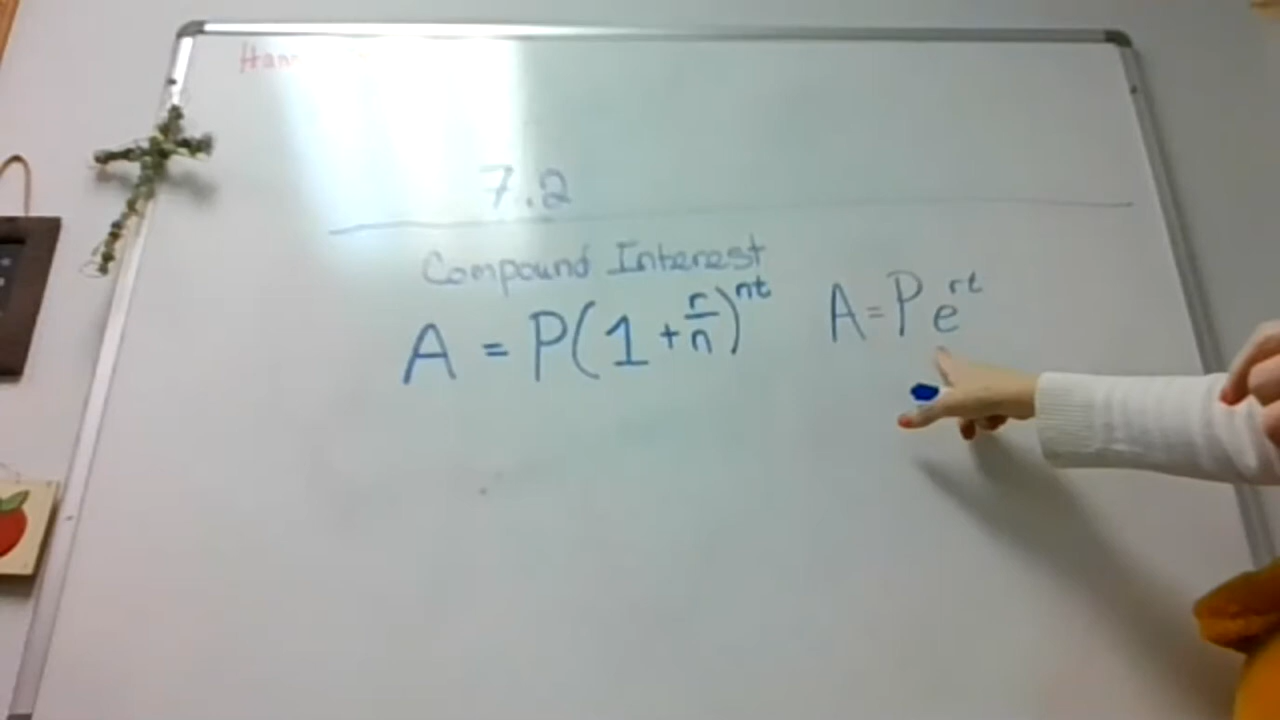 7.2
Compound Interest
A = P(1 + r/n)^nt A = Pe^rt